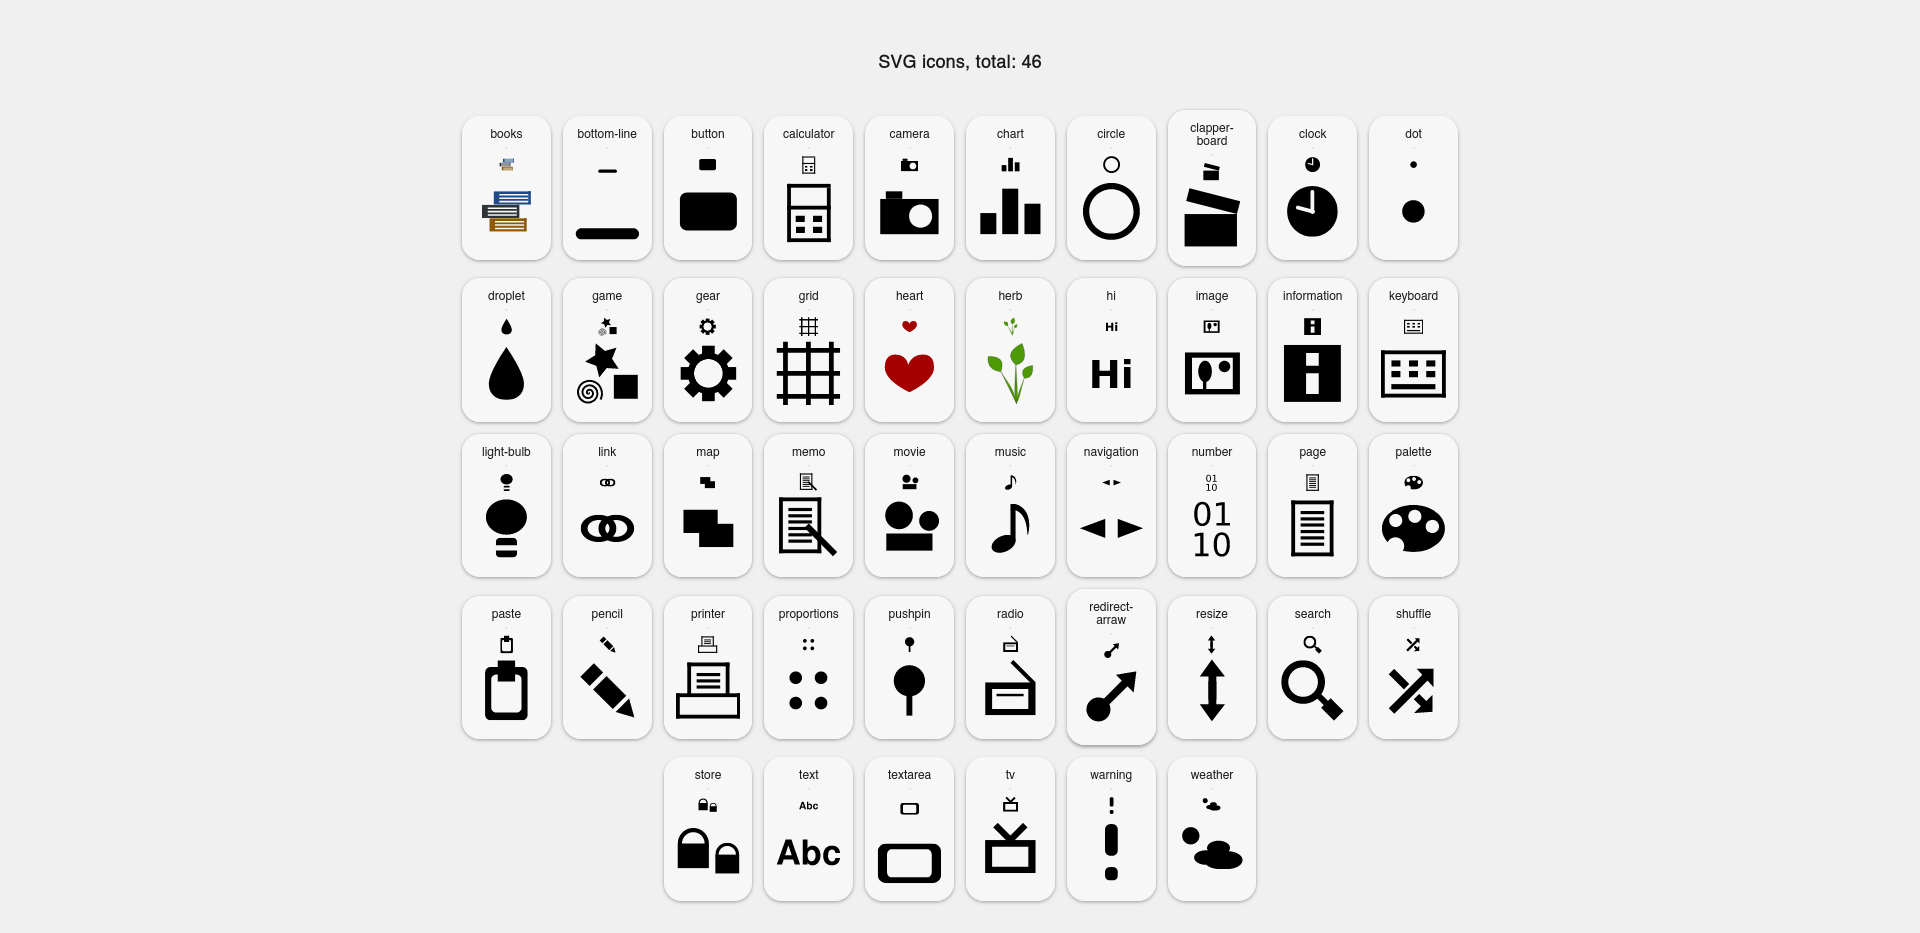 SVG icons, total: 46
books
bottom-line
button
calculator
camera
chart
circle
clapper-
board
clock
dot
droplet
game
gear
grid
heart
herb
hi
Hi
Hi
image
information
keyboard
light-bulb
link
map
memo
movie
music
navigation
number
01
10
01
10
page
palette
paste
pencil
printer
proportions
pushpin
radio
redirect-
arraw
resize
search
shuffle
store
text
Abc
Abc
textarea
tv
warning
weather